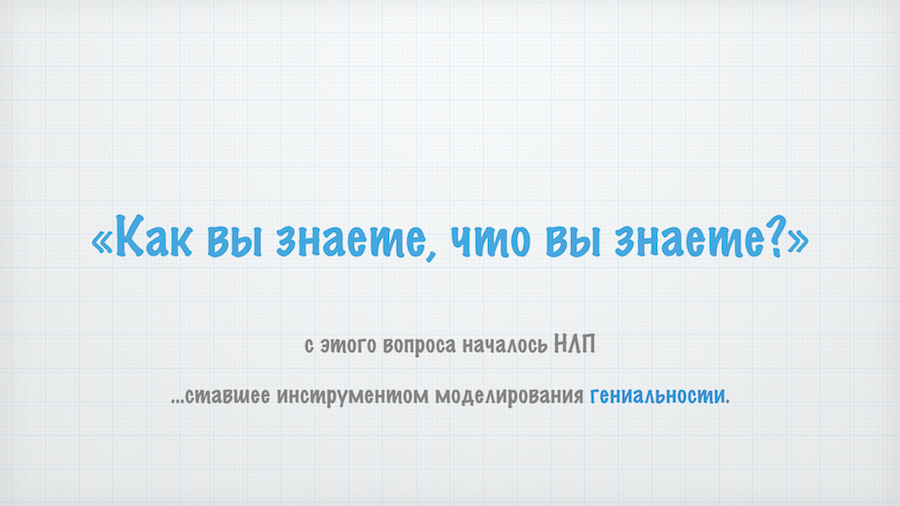 «Как вы знаете, что вы знаете?»
с этого вопроса началось НЛП
...ставшее инструментом моделирования гениальности.